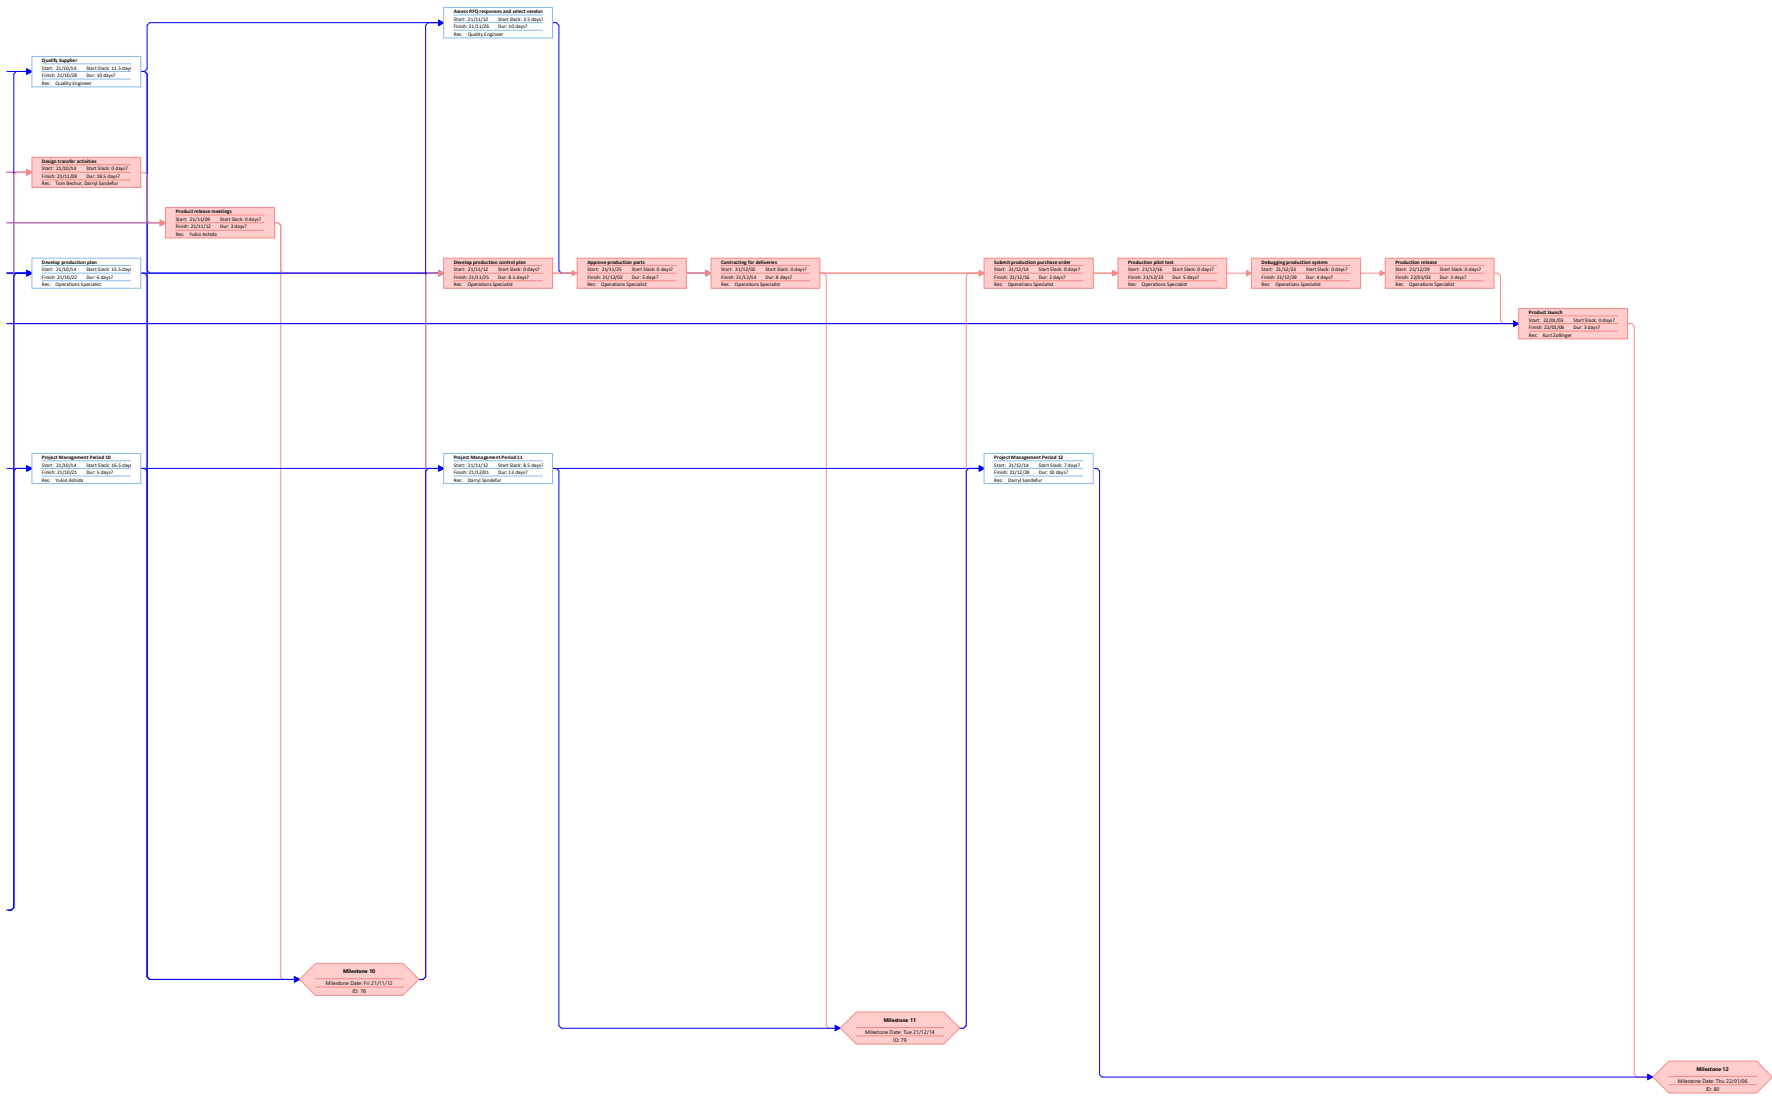 Assess RFQ responses and select vendors
Start: 21/11/12 Start Slack: 3.5 days?
Finish: 21/11/26 Dur: 10 days?
Res: Quality Engineer
Qualify Supplier
Start: 21/10/14 Start Slack: 11.5 days
Finish: 21/10/28 Dur: 10 days?
Res: Quality Engineer
Design transfer activities
Start: 21/10/14 Start Slack: 0 days?
Finish: 21/11/09 Dur: 18.5 days?
Res: Tom Bechur, Darryl Sandefur
Product release meetings
Start: 21/11/09 Start Slack: 0 days?
Finish: 21/11/12 Dur: 3 days?
Res: Yukio Ashida
Develop production plan
Start: 21/10/14 Start Slack: 15.5 days
Finish: 21/10/22 Dur: 6 days?
Res: Operations Specialist
Develop production control plan
Start: 21/11/12 Start Slack: 0 days?
Finish: 21/11/25 Dur: 8.5 days?
Res: Operations Specialist
Approve production parts
Start: 21/11/25 Start Slack: 0 days?
Finish: 21/12/02 Dur: 5 days?
Res: Operations Specialist
Contracting for deliveries
Start: 21/12/02 Start Slack: 0 days?
Finish: 21/12/14 Dur: 8 days?
Res: Operations Specialist
Submit production purchase order
Start: 21/12/14 Start Slack: 0 days?
Finish: 21/12/16 Dur: 2 days?
Res: Operations Specialist
Production pilot test
Start: 21/12/16 Start Slack: 0 days?
Finish: 21/12/23 Dur: 5 days?
Res: Operations Specialist
Debugging production system
Start: 21/12/23 Start Slack: 0 days?
Finish: 21/12/29 Dur: 4 days?
Res: Operations Specialist
Production release
Start: 21/12/29 Start Slack: 0 days?
Finish: 22/01/03 Dur: 3 days?
Res: Operations Specialist
Product launch
Start: 22/01/03 Start Slack: 0 days?
Finish: 22/01/06 Dur: 3 days?
Res: Kurt Zollinger
Project Management Period 10
Start: 21/10/14 Start Slack: 16.5 days
Finish: 21/10/21 Dur: 5 days?
Res: Yukio Ashida
Project Management Period 11
Start: 21/11/12 Start Slack: 8.5 days?
Finish: 21/12/01 Dur: 13 days?
Res: Darryl Sandefur
Project Management Period 12
Start: 21/12/14 Start Slack: 7 days?
Finish: 21/12/28 Dur: 10 days?
Res: Darryl Sandefur
Milestone 10
Milestone Date: Fri 21/11/12
ID: 78
Milestone 11
Milestone Date: Tue 21/12/14
ID: 79
Milestone 12
Milestone Date: Thu 22/01/06
ID: 80